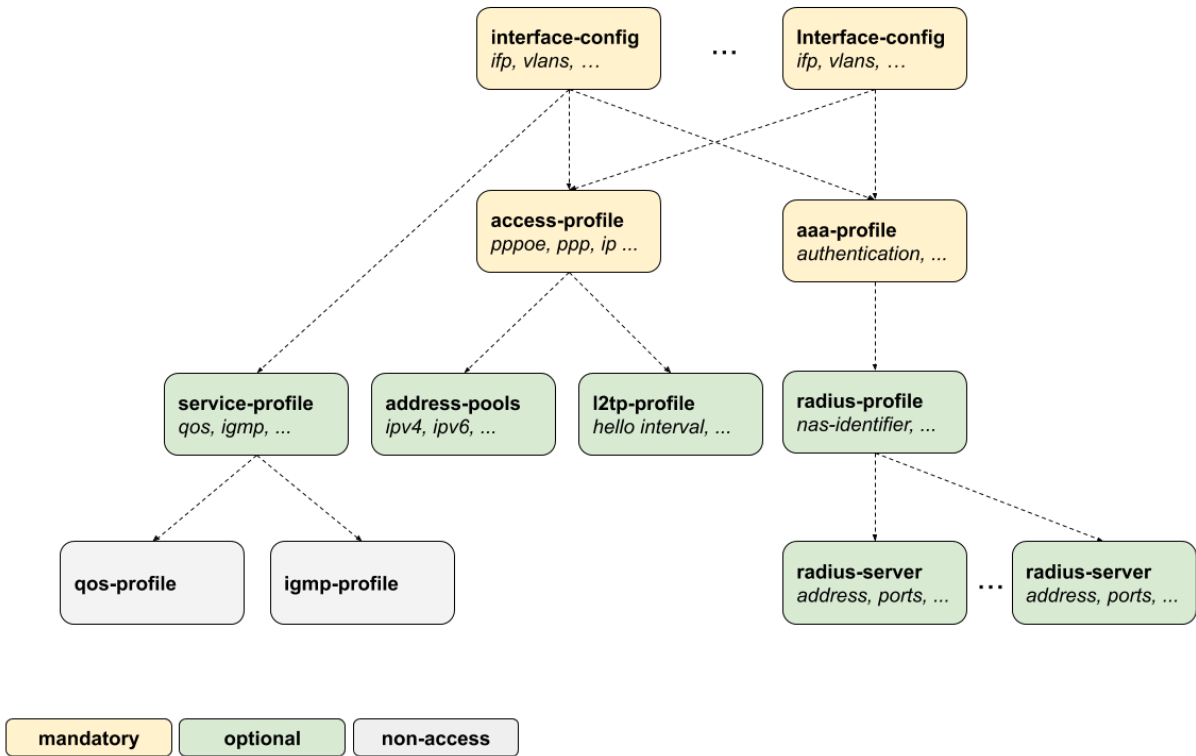 interface-config
ifp, vlans, …
...
Interface-config
ifp, vlans, …
access-profile
pppoe, ppp, ip ...
aaa-profile
authentication, ...
service-profile
qos, igmp, ...
address-pools
ipv4, ipv6, ...
l2tp-profile
hello interval, ...
radius-profile
nas-identifier, ...
qos-profile
igmp-profile
radius-server
address, ports, ...
...
radius-server
address, ports, ...
mandatory
optional
non-access